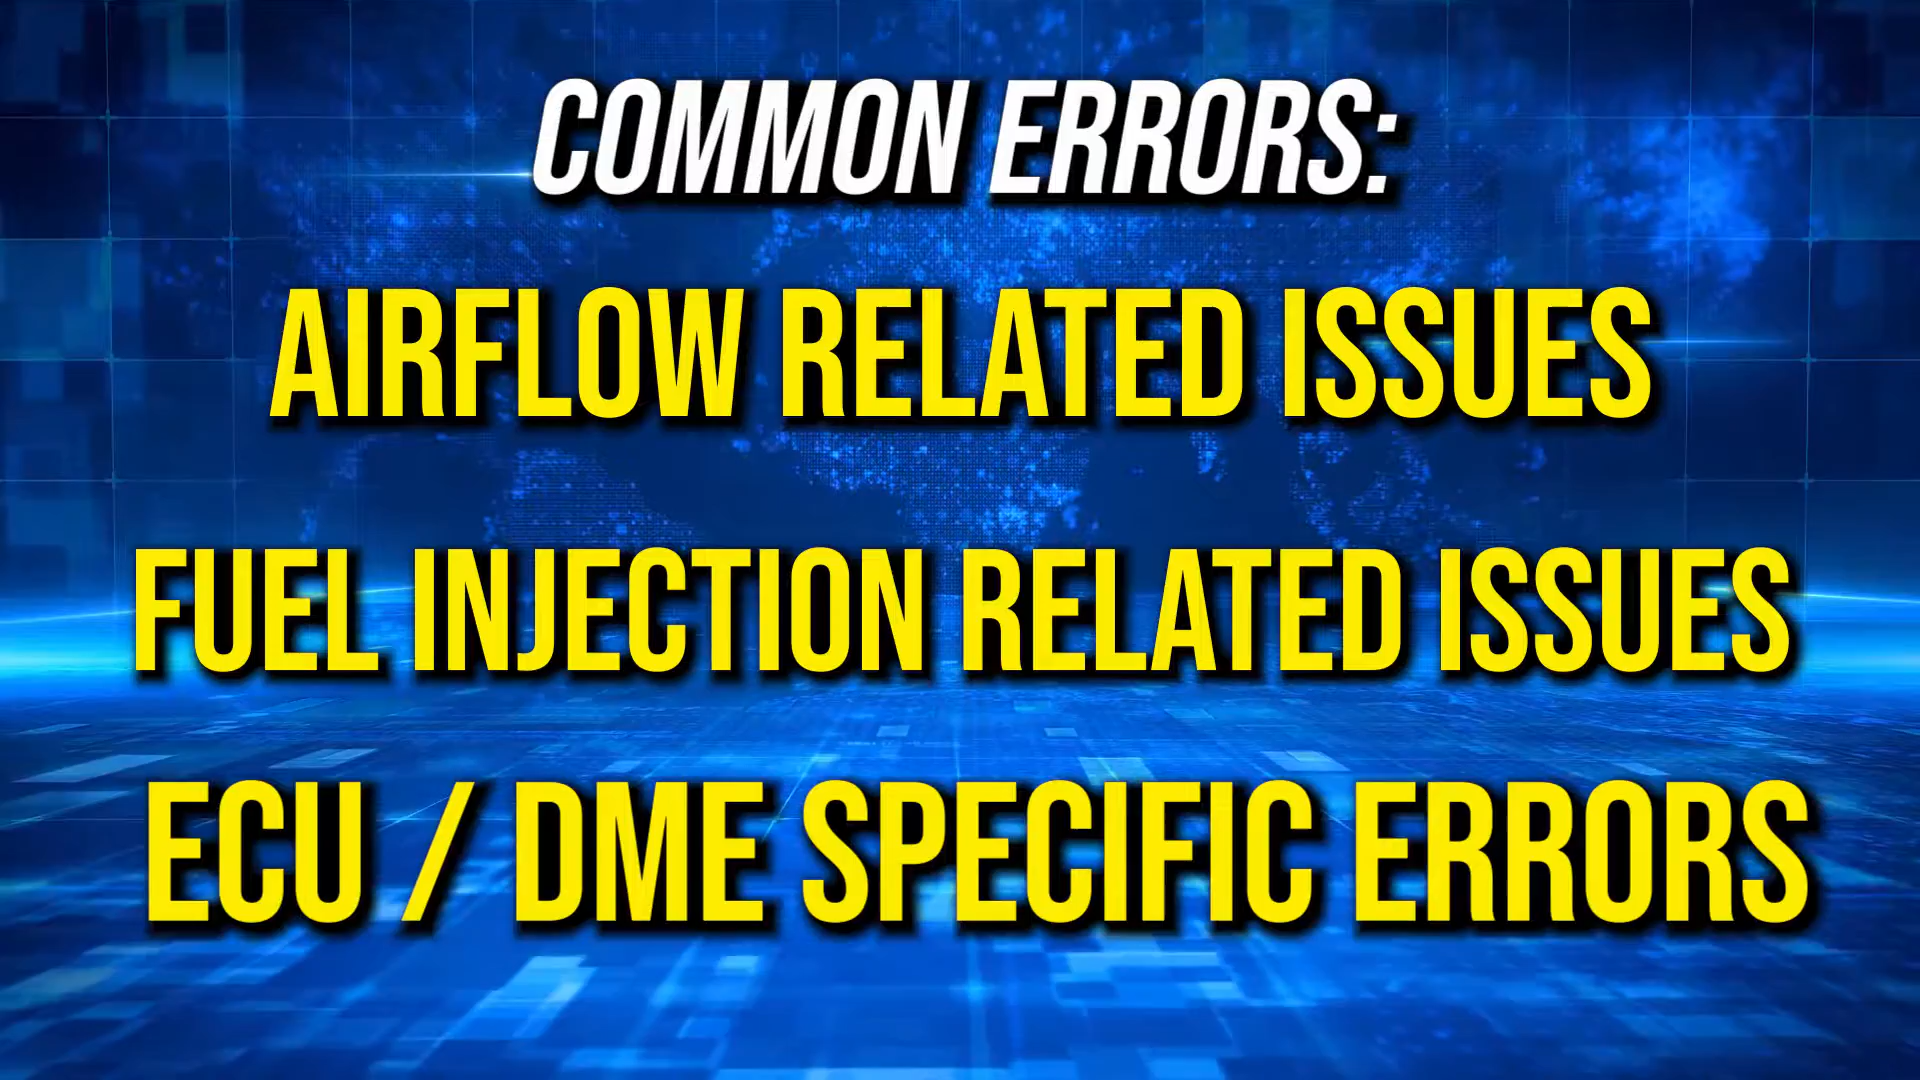 COMMON ERRORS:
AIRFLOW RELATED ISSUES
FUEL INJECTION RELATED ISSUES
ECU / DME SPECIFIC ERRORS